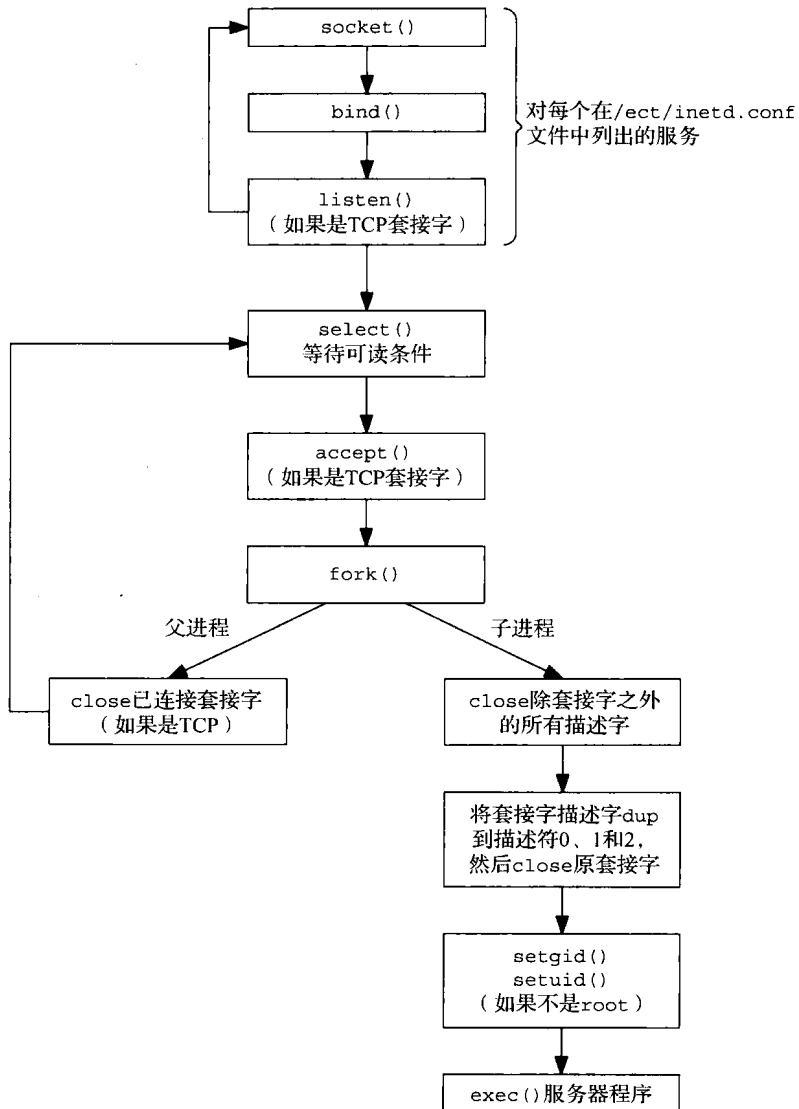 socket()
bind()
对每个在/ect/inetd.conf
文件中列出的服务
listen()
（如果是TCP套接字）
select()
等待可读条件
accept()
（如果是TCP套接字）
fork()
父进程
子进程
close已连接套接字
（如果是TCP）
close除套接字之外
的所有描述字
将套接字描述字dup
到描述符0、1和2，
然后close原套接字
setgid()
setuid()
（如果不是root）
exec()服务器程序